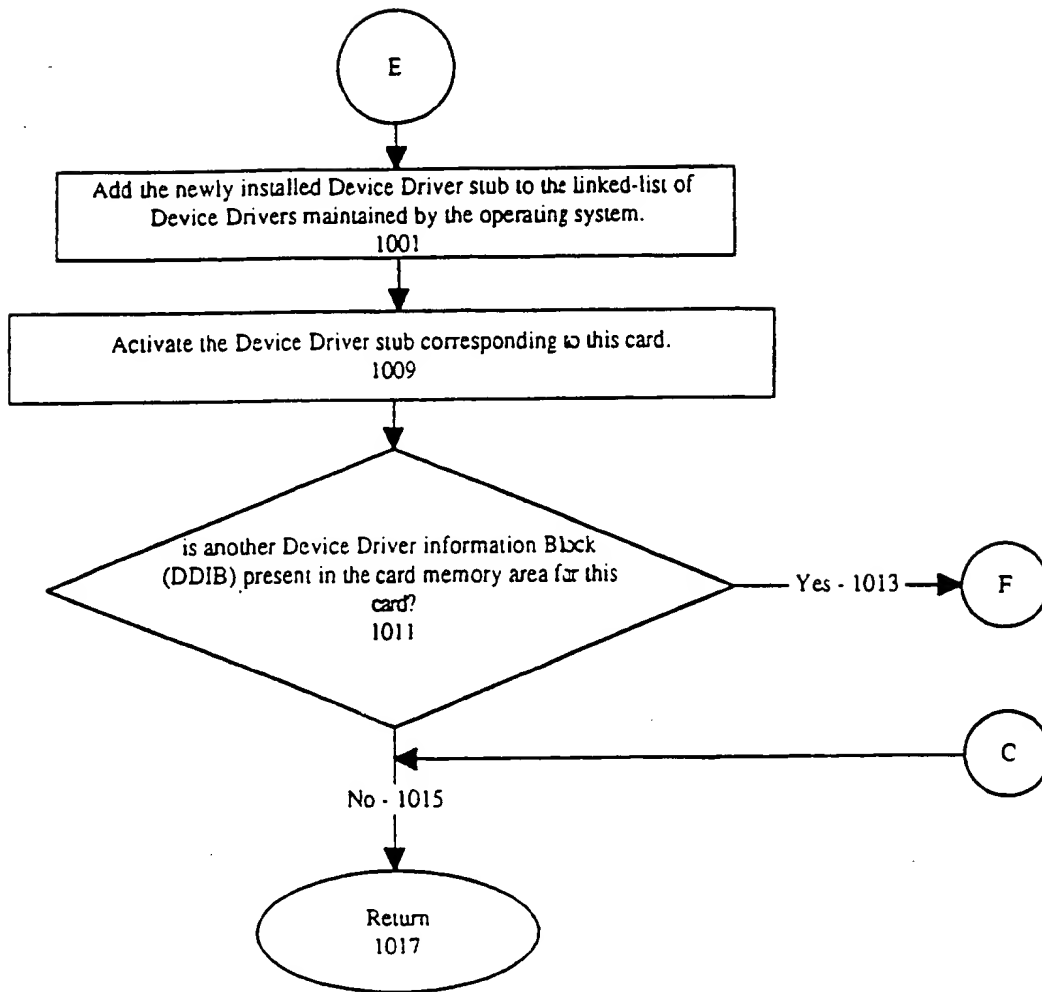 E
Add the newly installed Device Driver stub to the linked-list of
Device Drivers maintained by the operating system.
1001
Activate the Device Driver stub corresponding to this card.
1009
is another Device Driver information Block
(DDIB) present in the card memory area for this
card?
1011
Yes - 1013
F
C
No - 1015
Return
1017